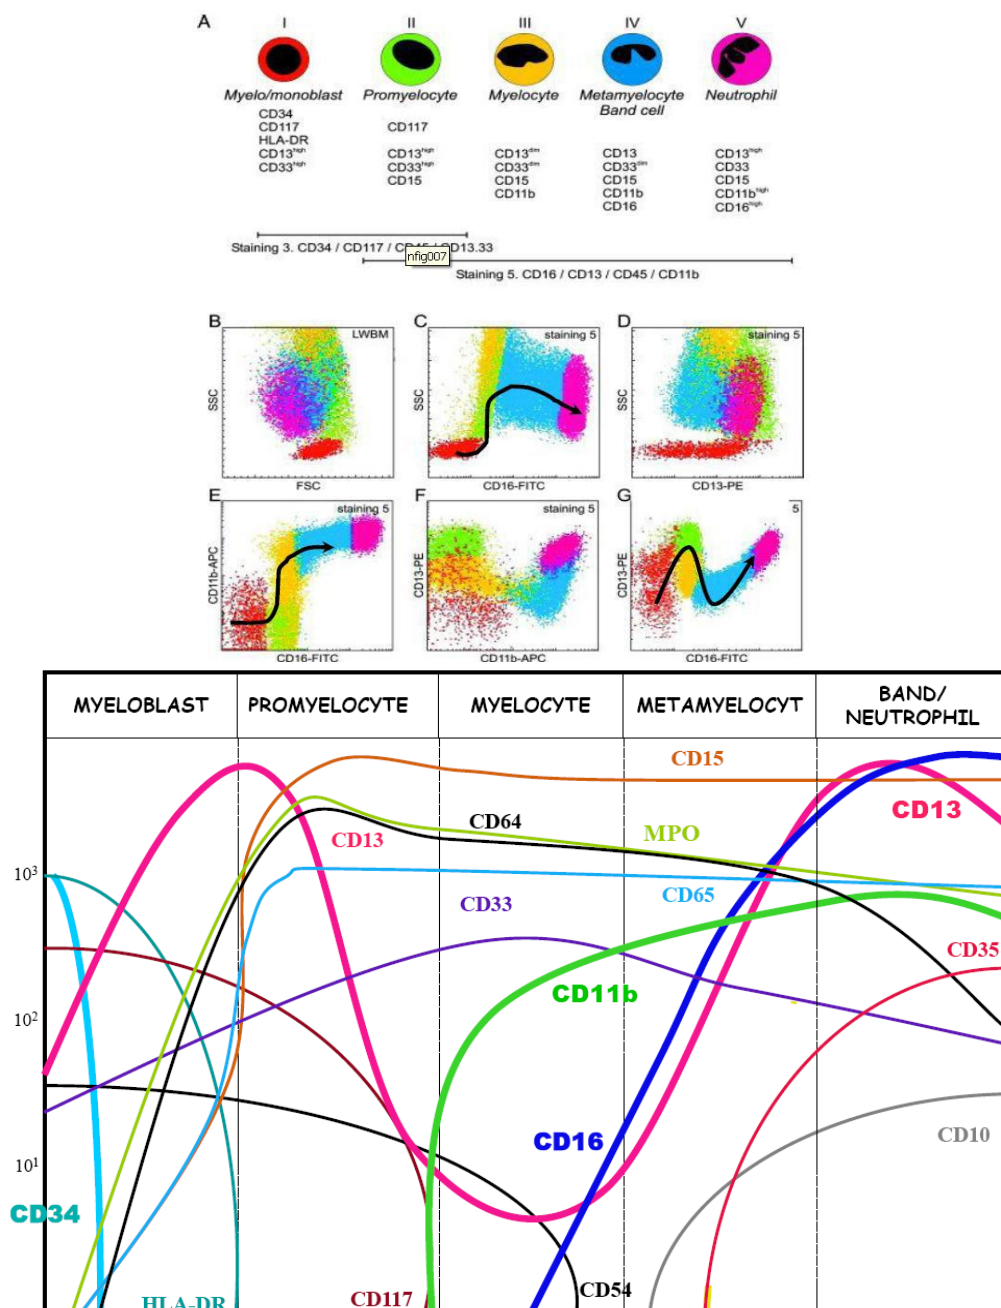 A
I II III IV V
Myelo/monoblast Promyelocyte Myelocyte Metamyelocyte Neutrophil
Band cell
CD34
CD117 CD117
HLA-DR
CD13high CD13high CD13dim CD13 CD13high
CD33high CD33high CD33dim CD33dim CD33
CD15 CD15 CD15 CD15
CD11b CD11b CD11bhigh
CD16 CD16high
Staining 3. CD34 / CD117 / CD45 / CD13.33
nfig007
Staining 5. CD16 / CD13 / CD45 / CD11b
B
LWBM
SSC
FSC
C
staining 5
CD16-FITC
D
staining 5
SSC
CD13-PE
E
staining 5
CD11b-APC
CD16-FITC
F
staining 5
CD13-PE
CD11b-APC
G
5
CD13-PE
CD16-FITC
MYELOBLAST PROMYELOCYTE MYELOCYTE METAMYELOCYT BAND/
NEUTROPHIL
CD15
CD13
CD64
MPO
CD13
10³
CD33
CD65
CD35
CD11b
10²
CD16
CD10
10¹
CD34
HLA-DR
CD117
CD54